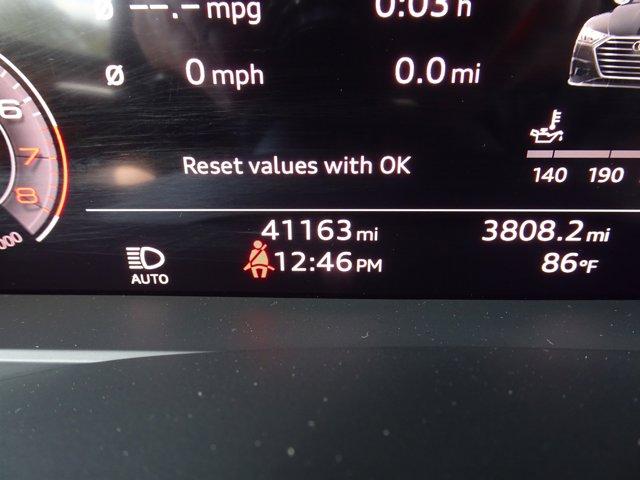 Ø --.- mpg 0:03 h
Ø 0 mph 0.0 mi
6
7
8
000
Reset values with OK
140 190
41163 mi 3808.2 mi
12:46 PM 86°F
AUTO